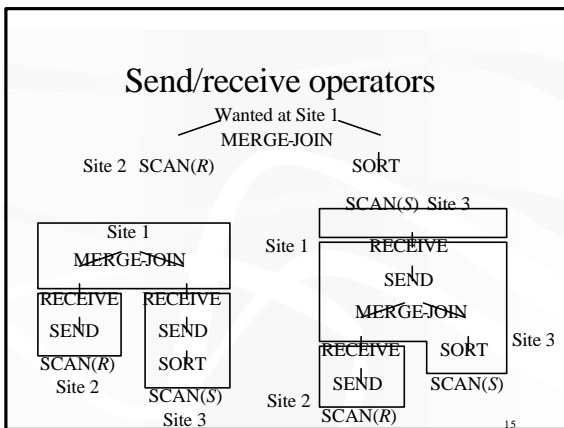 Send/receive operators
Wanted at Site 1
MERGE-JOIN
Site 2 SCAN(R) SORT
SCAN(S) Site 3
Site 1
MERGE-JOIN
RECEIVE RECEIVE
SEND SEND
SCAN(R) SORT
Site 2 SCAN(S)
Site 3
Site 1 RECEIVE
SEND
MERGE-JOIN
RECEIVE SORT Site 3
SEND SCAN(S)
Site 2 SCAN(R)
15